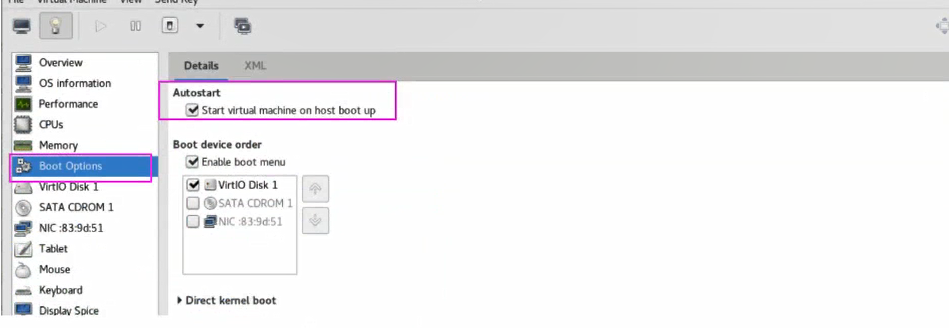 File Virtual Machine View Send Key
Overview
OS information
Performance
CPUs
Memory
Boot Options
VirtIO Disk 1
SATA CDROM 1
NIC :83:9d:51
Tablet
Mouse
Keyboard
Display Spice
Details XML
Autostart
Start virtual machine on host boot up
Boot device order
Enable boot menu
VirtIO Disk 1
SATA CDROM 1
NIC :83:9d:51
Direct kernel boot